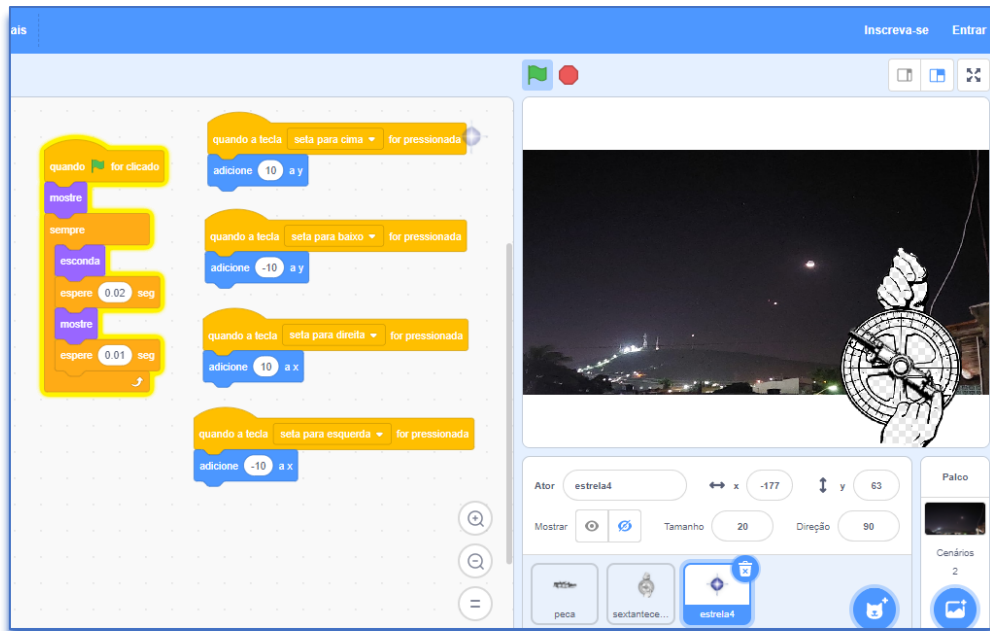 ais
Inscreva-se Entrar
quando for clicado
mostre
sempre
esconda
espere 0.02 seg
mostre
espere 0.01 seg
quando a tecla seta para cima for pressionada
adicione 10 a y
quando a tecla seta para baixo for pressionada
adicione -10 a y
quando a tecla seta para direita for pressionada
adicione 10 a x
quando a tecla seta para esquerda for pressionada
adicione -10 a x
Ator estrela4 x -177 y 63
Mostrar Tamanho 20 Direção 90
peca
sextantece...
estrela4
Palco
Cenários
2